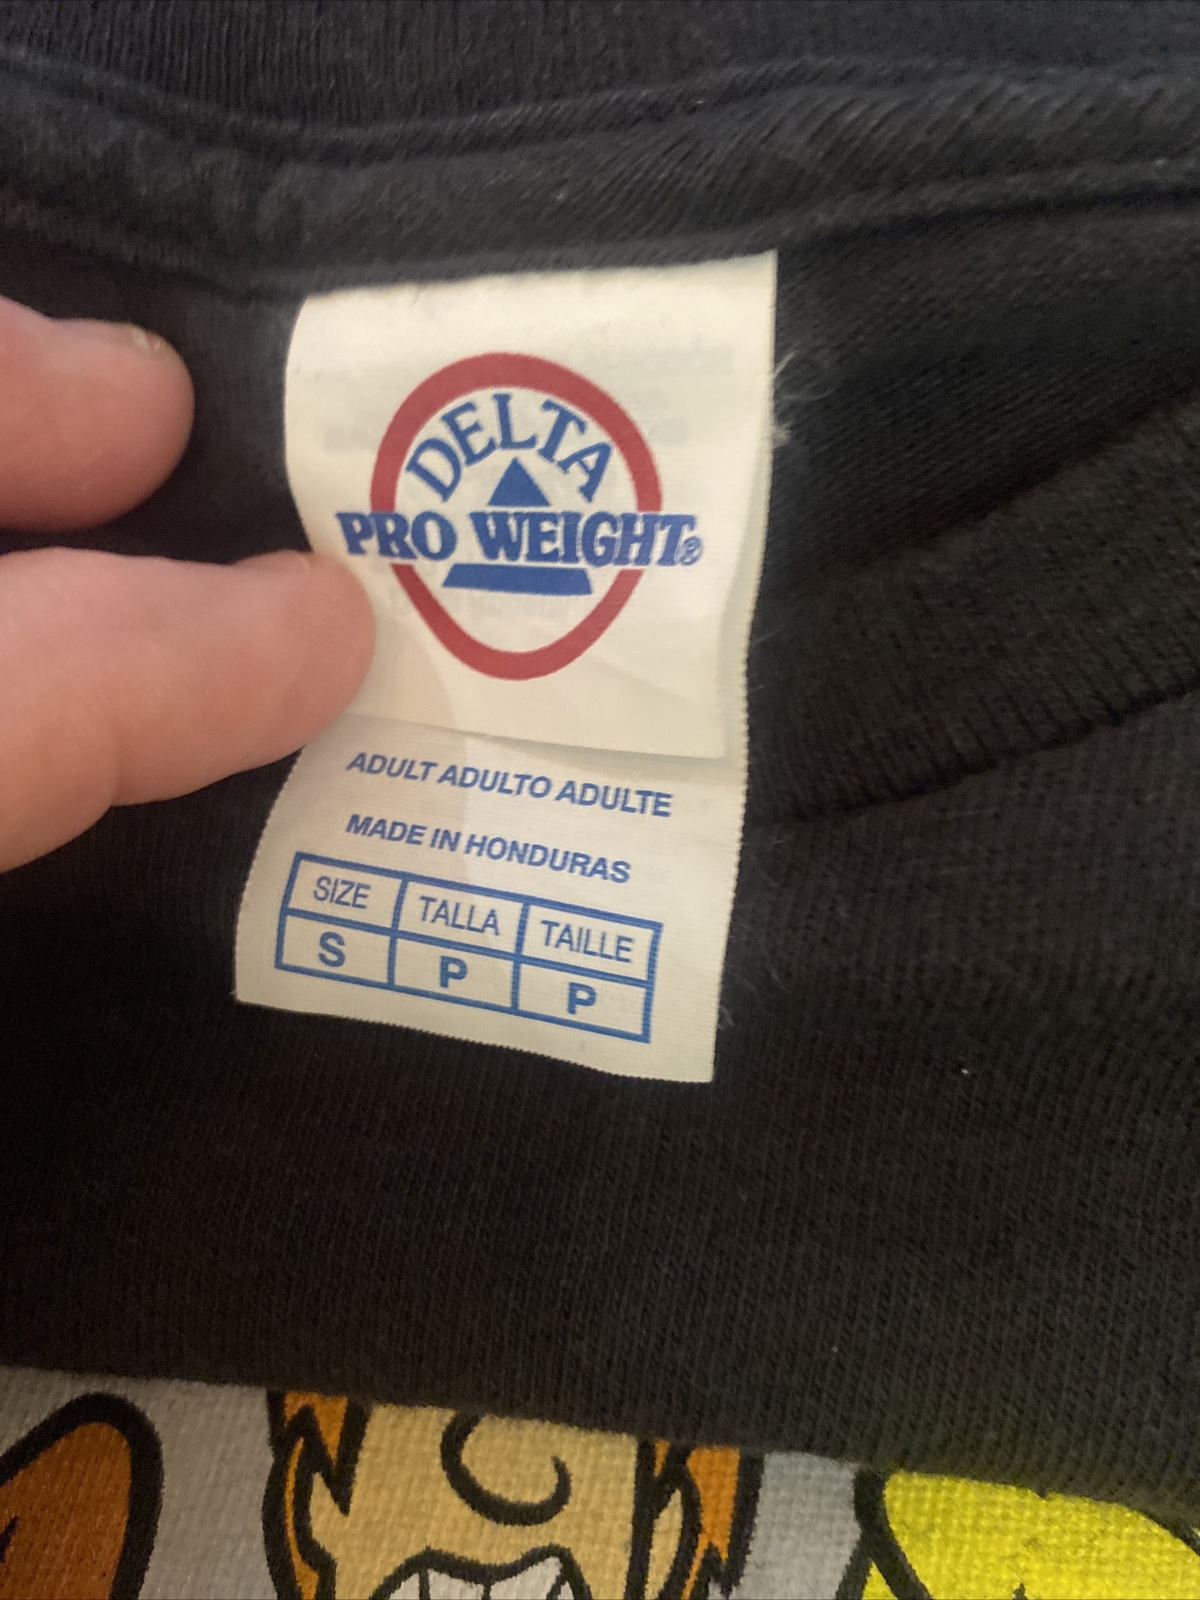 DELTA
PRO WEIGHT®
ADULT ADULTO ADULTE
MADE IN HONDURAS
SIZE TALLA TAILLE
S P P